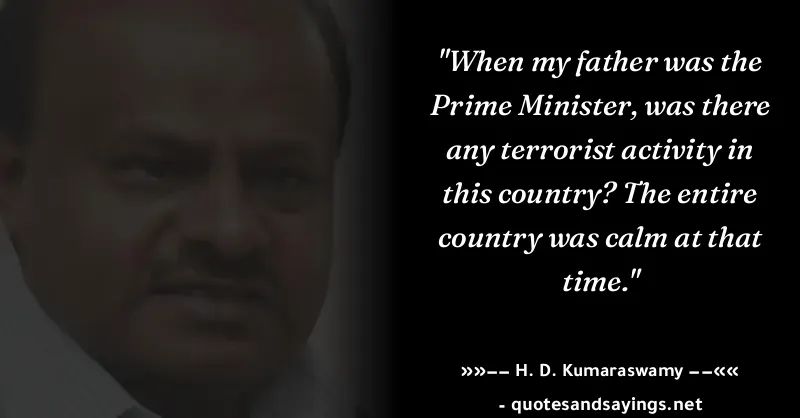 "When my father was the
Prime Minister, was there
any terrorist activity in
this country? The entire
country was calm at that
time."
»»−− H. D. Kumaraswamy −−««
- quotesandsayings.net